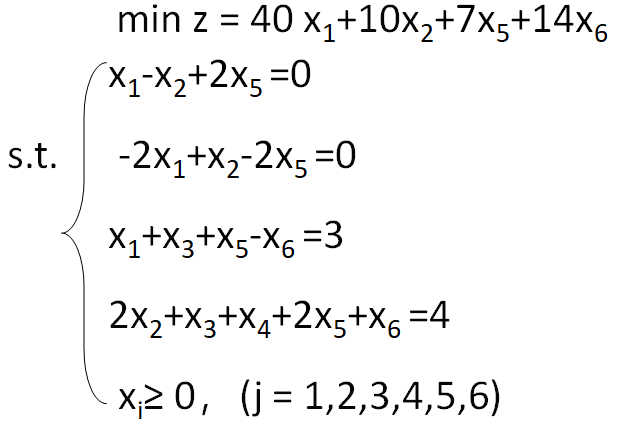 min z = 40 x₁+10x₂+7x₅+14x₆
x₁-x₂+2x₅ =0
s.t. -2x₁+x₂-2x₅ =0
x₁+x₃+x₅-x₆ =3
2x₂+x₃+x₄+2x₅+x₆ =4
xⱼ≥ 0，(j = 1,2,3,4,5,6)